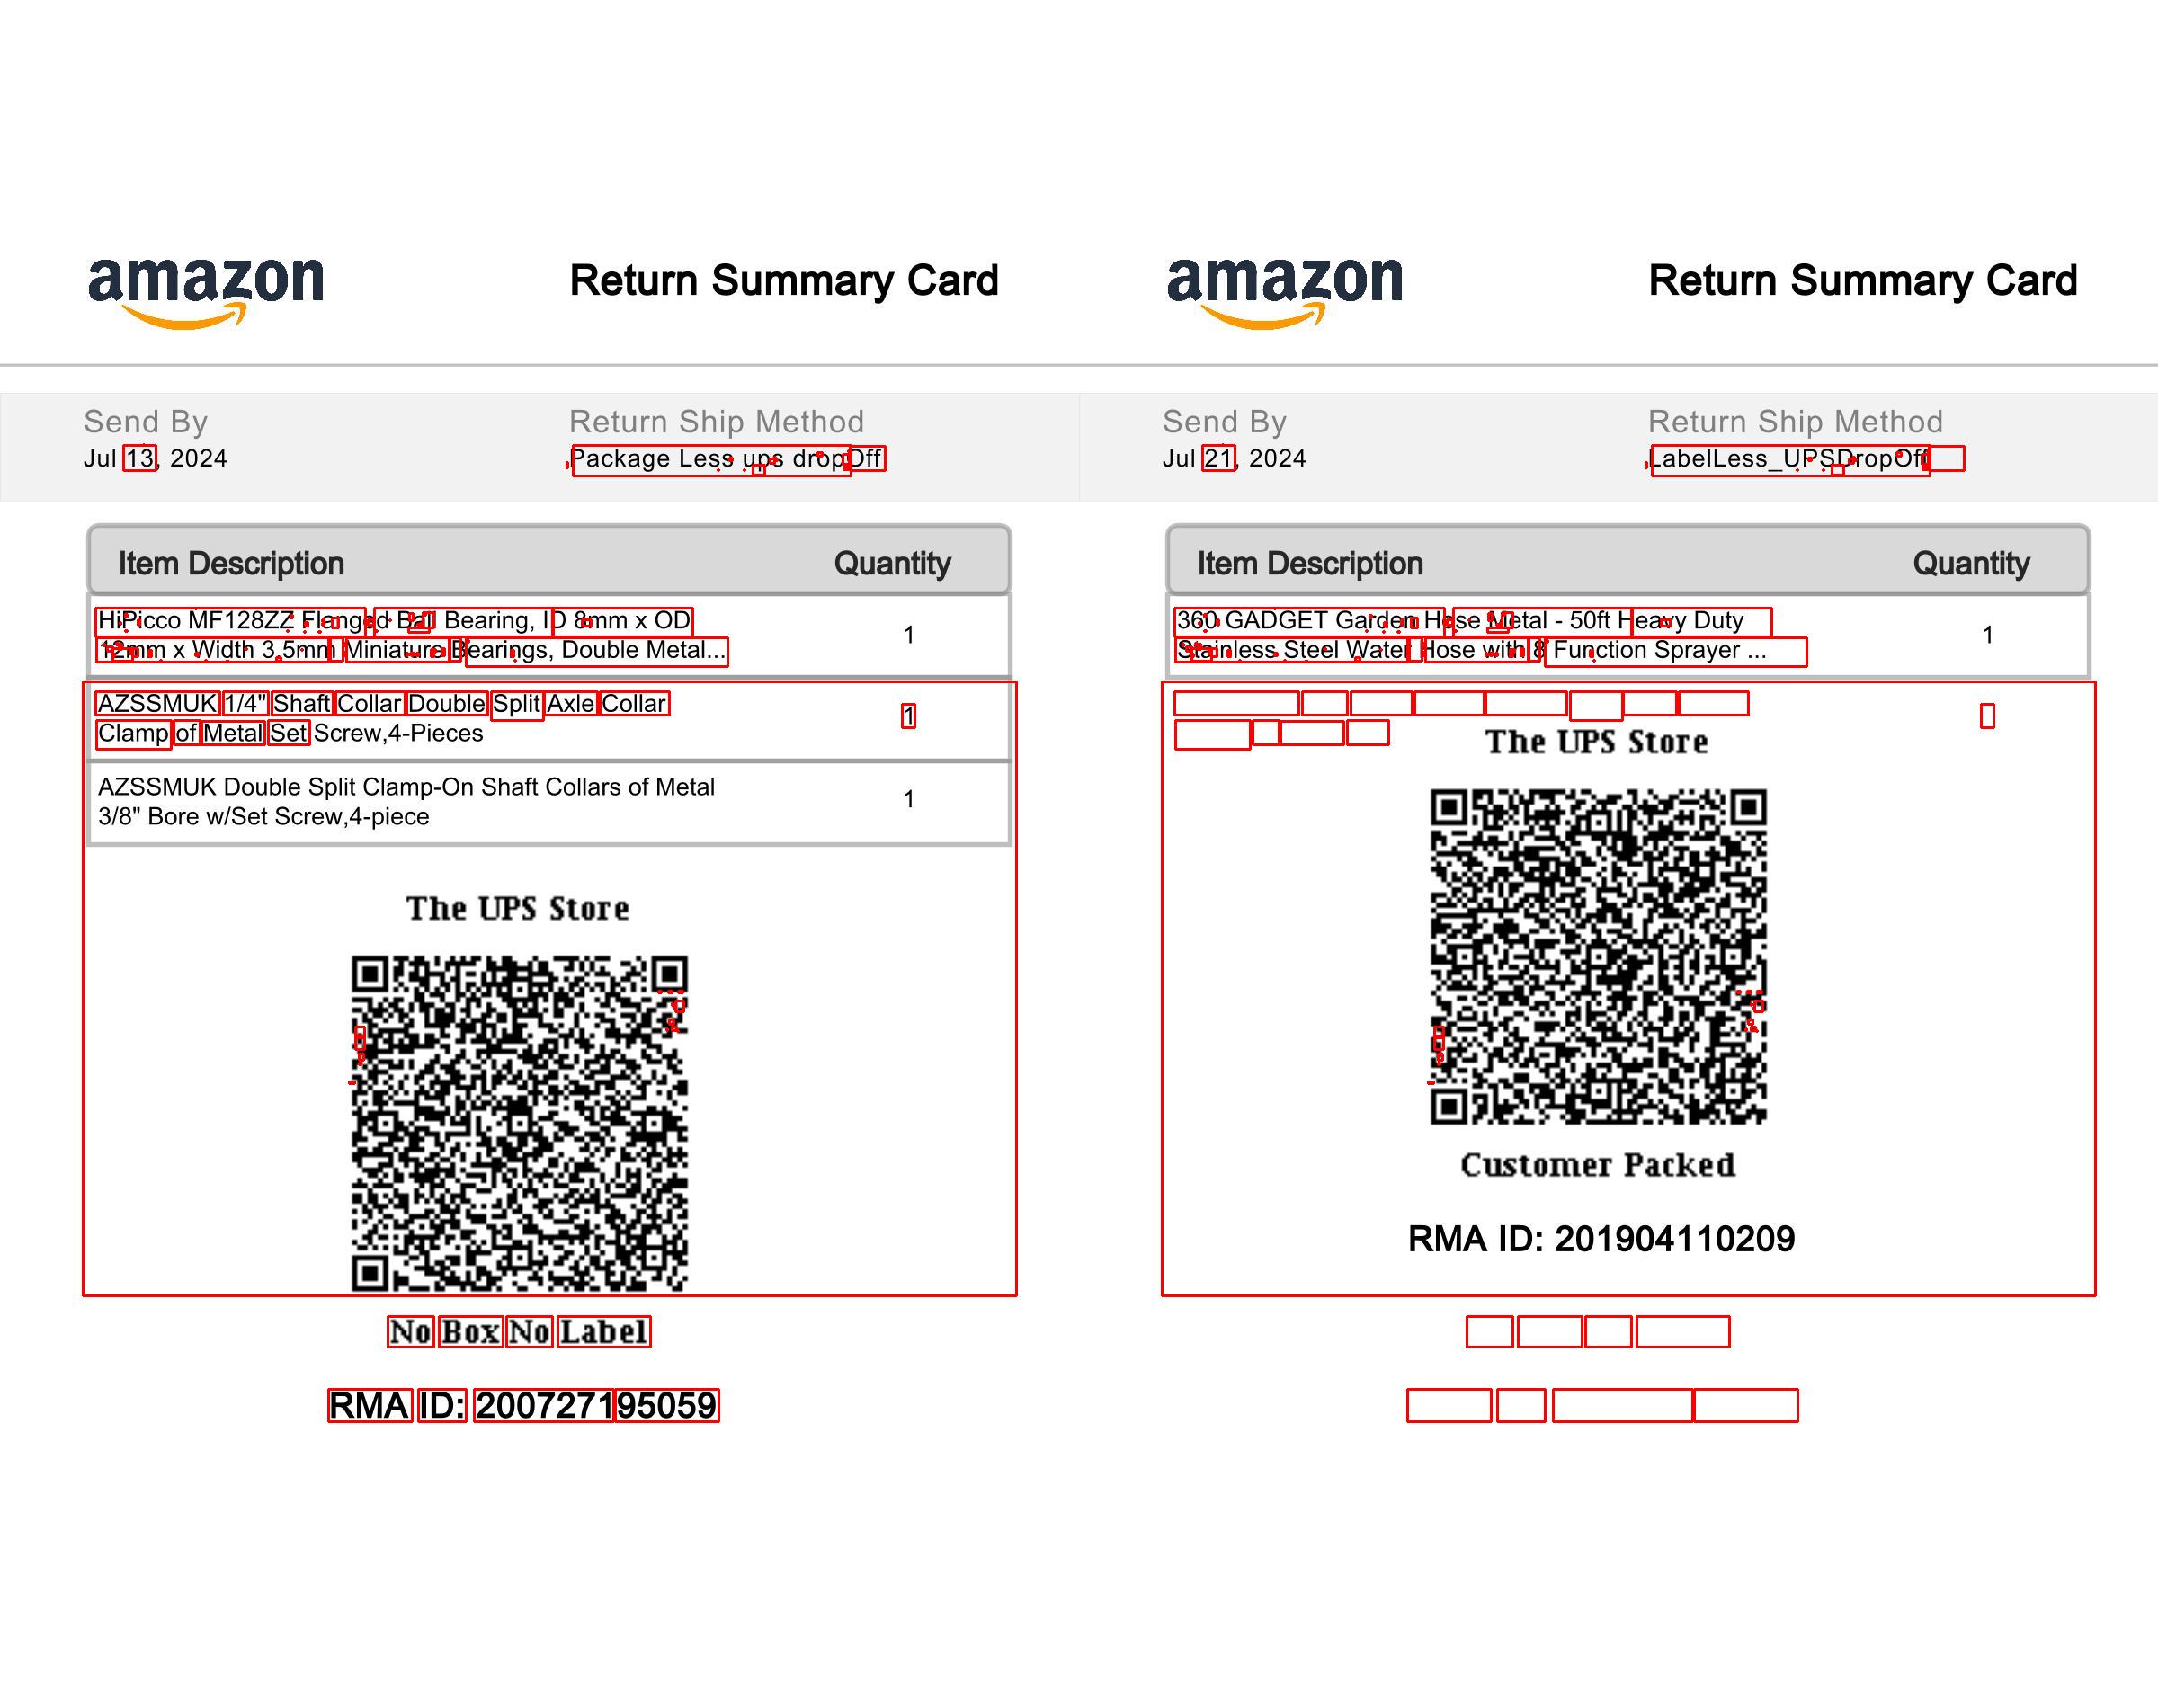 amazon
Return Summary Card
Send By
Jul 13, 2024
Return Ship Method
Package Less ups dropOff
Item Description
Quantity
HiPicco MF128ZZ Flanged Ball Bearing, ID 8mm x OD
12mm x Width 3.5mm Miniature Bearings, Double Metal...
1
AZSSMUK 1/4" Shaft Collar Double Split Axle Collar
Clamp of Metal Set Screw,4-Pieces
1
AZSSMUK Double Split Clamp-On Shaft Collars of Metal
3/8" Bore w/Set Screw,4-piece
1
The UPS Store
No Box No Label
RMA ID: 200727195059
amazon
Return Summary Card
Send By
Jul 21, 2024
Return Ship Method
LabelLess_UPSDropOff
Item Description
Quantity
360 GADGET Garden Hose Metal - 50ft Heavy Duty
Stainless Steel Water Hose with 8 Function Sprayer ...
1
The UPS Store
Customer Packed
RMA ID: 201904110209